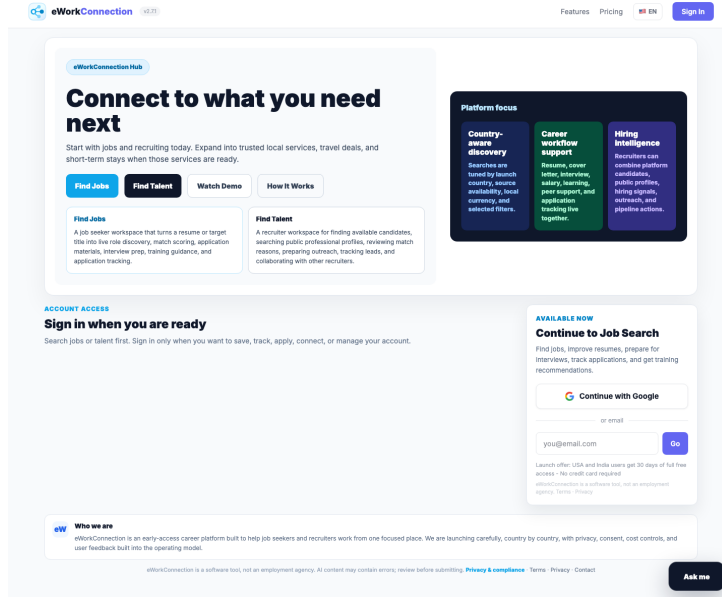 eWorkConnection v2.77
Features Pricing EN Sign In
eWorkConnection Hub
Connect to what you need
next
Start with jobs and recruiting today. Expand into trusted local services, travel deals, and
short-term stays when those services are ready.
Find Jobs Find Talent Watch Demo How It Works
Find Jobs
A job seeker workspace that turns a resume or target
title into live role discovery, match scoring, application
materials, interview prep, training guidance, and
application tracking.
Find Talent
A recruiter workspace for finding available candidates,
searching public professional profiles, reviewing match
reasons, preparing outreach, tracking leads, and
collaborating with other recruiters.
Platform focus
Country-
aware
discovery
Searches are
tuned by launch
country, source
availability, local
currency, and
selected filters.
Career
workflow
support
Resume, cover
letter, interview,
salary, learning,
peer support, and
application
tracking live
together.
Hiring
intelligence
Recruiters can
combine platform
candidates,
public profiles,
hiring signals,
outreach, and
pipeline actions.
ACCOUNT ACCESS
Sign in when you are ready
Search jobs or talent first. Sign in only when you want to save, track, apply, connect, or manage your account.
AVAILABLE NOW
Continue to Job Search
Find jobs, improve resumes, prepare for
interviews, track applications, and get training
recommendations.
Continue with Google
or email
you@email.com Go
Launch offer: USA and India users get 30 days of full free
access - No credit card required
eWorkConnection is a software tool, not an employment
agency. Terms · Privacy
eW
Who we are
eWorkConnection is an early-access career platform built to help job seekers and recruiters work from one focused place. We are launching carefully, country by country, with privacy, consent, cost controls, and
user feedback built into the operating model.
eWorkConnection is a software tool, not an employment agency. AI content may contain errors; review before submitting. Privacy & compliance · Terms · Privacy · Contact
Ask me